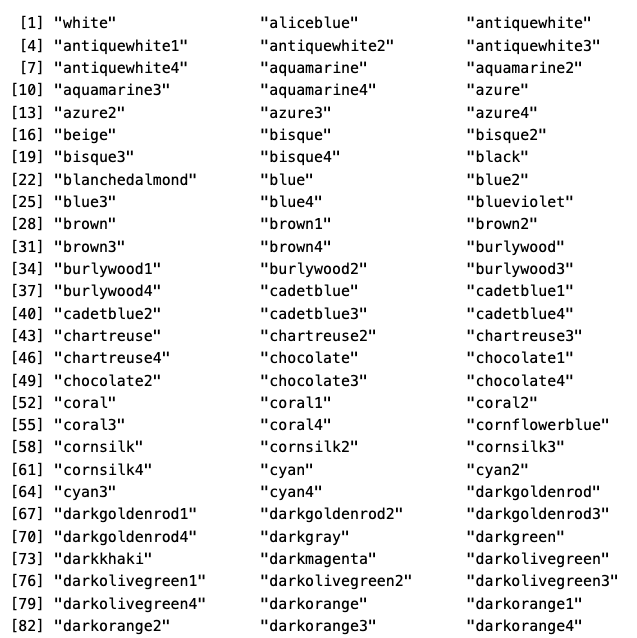 [1] "white" "aliceblue" "antiquewhite"
[4] "antiquewhite1" "antiquewhite2" "antiquewhite3"
[7] "antiquewhite4" "aquamarine" "aquamarine2"
[10] "aquamarine3" "aquamarine4" "azure"
[13] "azure2" "azure3" "azure4"
[16] "beige" "bisque" "bisque2"
[19] "bisque3" "bisque4" "black"
[22] "blanchedalmond" "blue" "blue2"
[25] "blue3" "blue4" "blueviolet"
[28] "brown" "brown1" "brown2"
[31] "brown3" "brown4" "burlywood"
[34] "burlywood1" "burlywood2" "burlywood3"
[37] "burlywood4" "cadetblue" "cadetblue1"
[40] "cadetblue2" "cadetblue3" "cadetblue4"
[43] "chartreuse" "chartreuse2" "chartreuse3"
[46] "chartreuse4" "chocolate" "chocolate1"
[49] "chocolate2" "chocolate3" "chocolate4"
[52] "coral" "coral1" "coral2"
[55] "coral3" "coral4" "cornflowerblue"
[58] "cornsilk" "cornsilk2" "cornsilk3"
[61] "cornsilk4" "cyan" "cyan2"
[64] "cyan3" "cyan4" "darkgoldenrod"
[67] "darkgoldenrod1" "darkgoldenrod2" "darkgoldenrod3"
[70] "darkgoldenrod4" "darkgray" "darkgreen"
[73] "darkkhaki" "darkmagenta" "darkolivegreen"
[76] "darkolivegreen1" "darkolivegreen2" "darkolivegreen3"
[79] "darkolivegreen4" "darkorange" "darkorange1"
[82] "darkorange2" "darkorange3" "darkorange4"